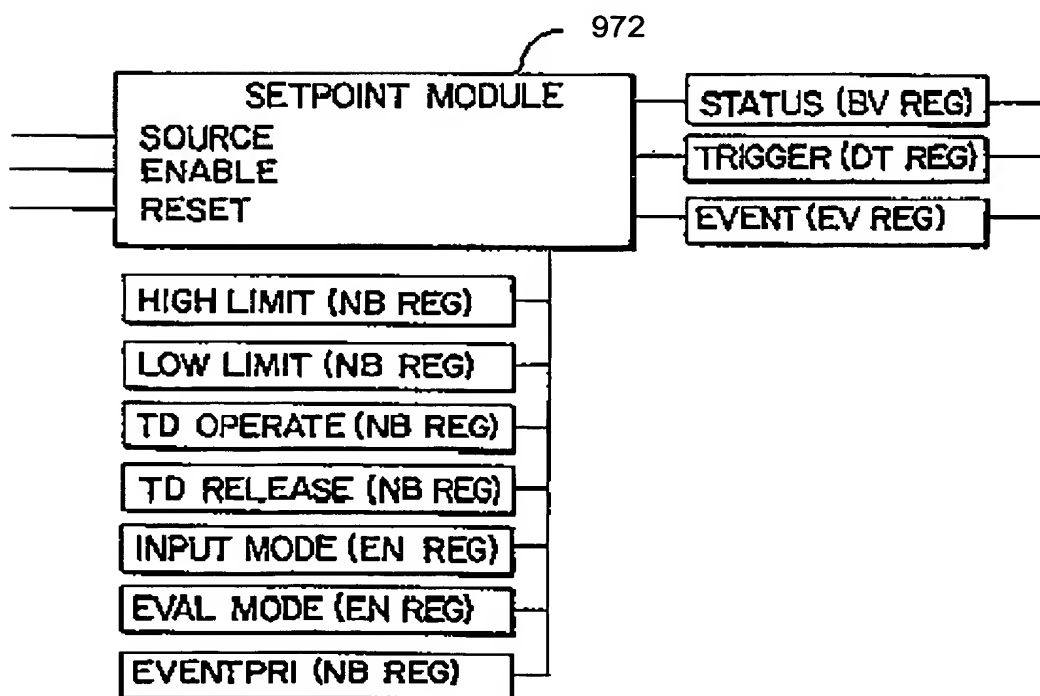 972
SETPOINT MODULE
SOURCE
ENABLE
RESET
STATUS (BV REG)
TRIGGER (DT REG)
EVENT (EV REG)
HIGH LIMIT (NB REG)
LOW LIMIT (NB REG)
TD OPERATE (NB REG)
TD RELEASE (NB REG)
INPUT MODE (EN REG)
EVAL MODE (EN REG)
EVENTPRI (NB REG)